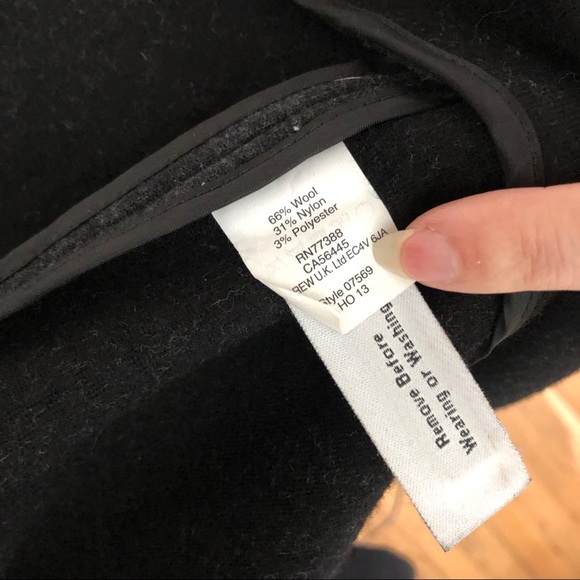 66% Wool
31% Nylon
3% Polyester
RN77388
CA56445
REW U.K. Ltd EC4V 6JA
Style 07569
HO 13
Remove Before
Wearing or Washing